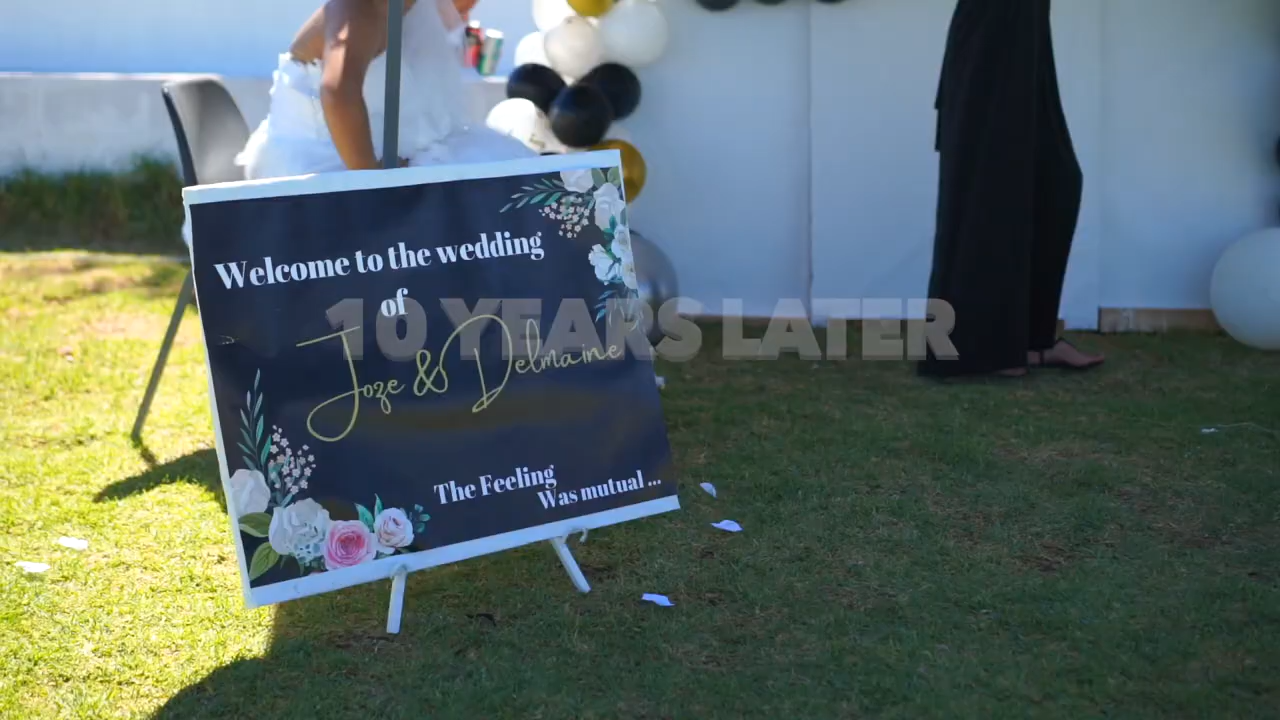 Welcome to the wedding
of
10 YEARS LATER
Joze & Delmaine
The Feeling
Was mutual ...